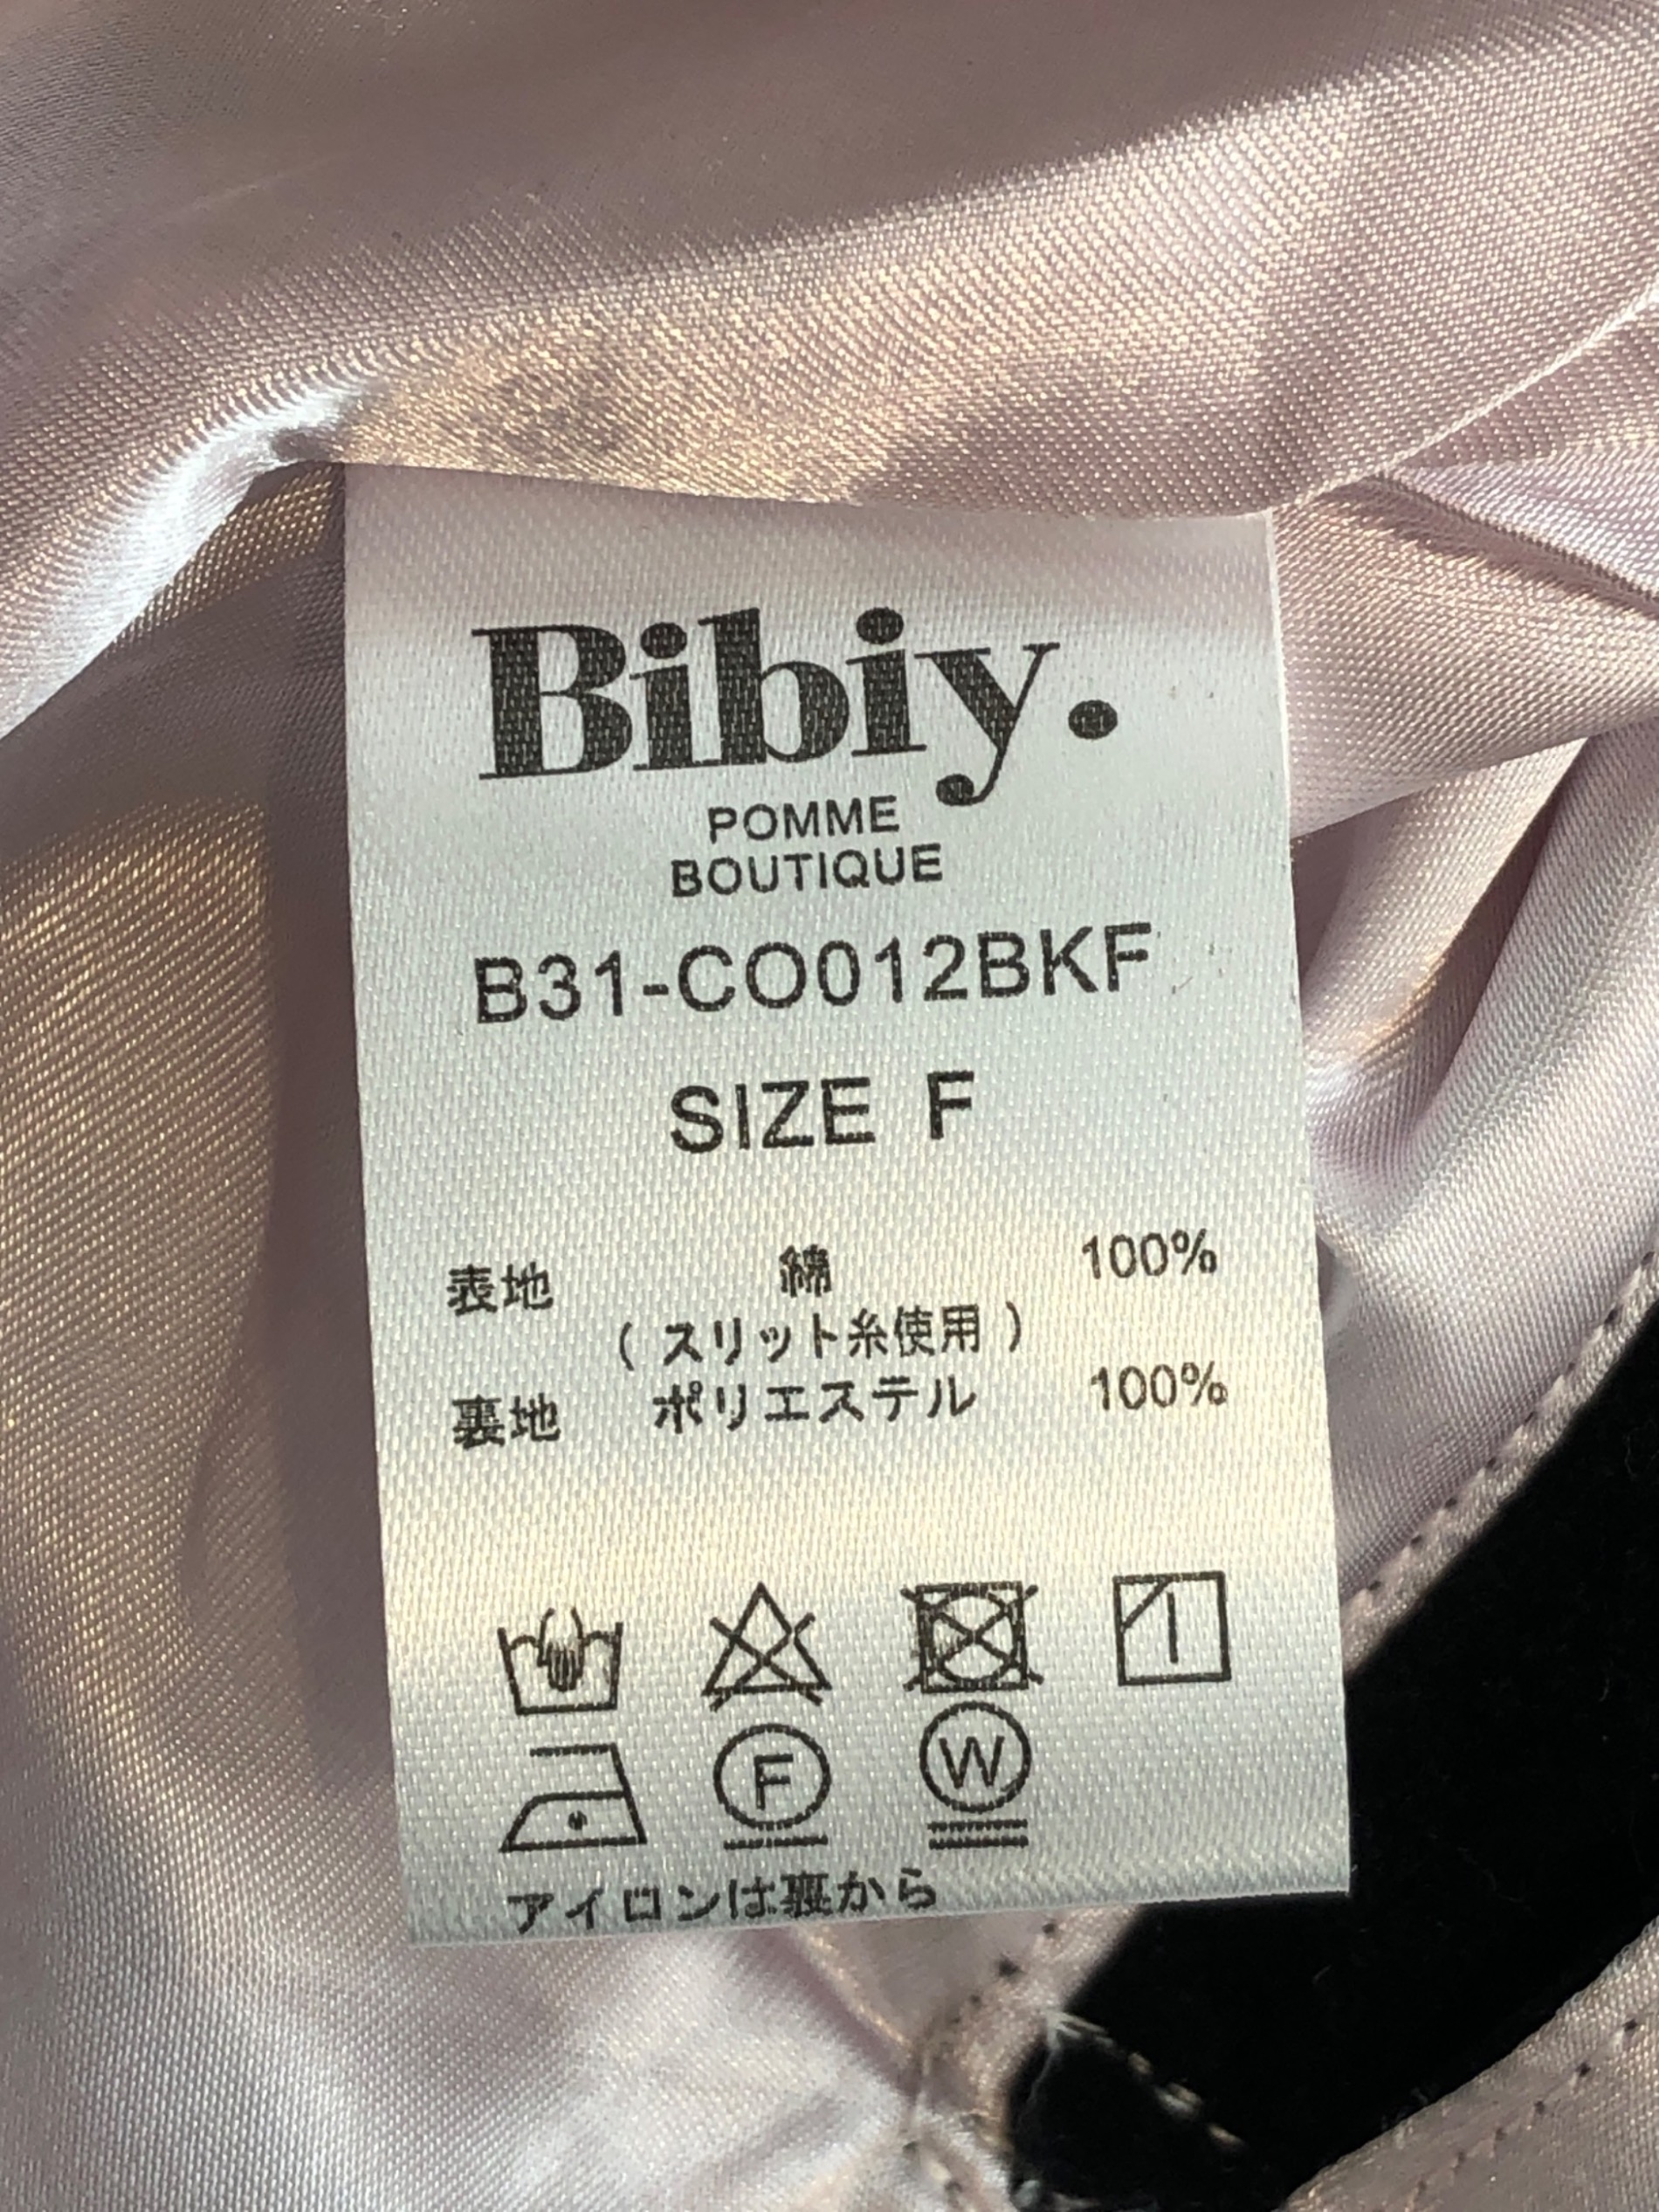 Bibiy.
POMME
BOUTIQUE
B31-CO012BKF
SIZE F
表地 綿 100%
( スリット糸使用 )
裏地 ポリエステル 100%
F W
アイロンは裏から